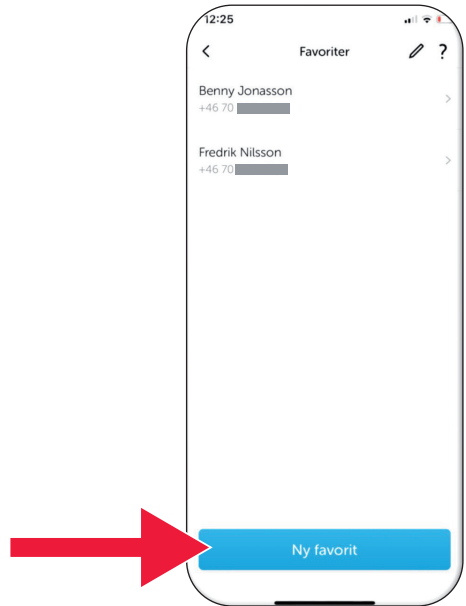 12:25
Favoriter ?
Benny Jonasson
+46 70
Fredrik Nilsson
+46 70
Ny favorit